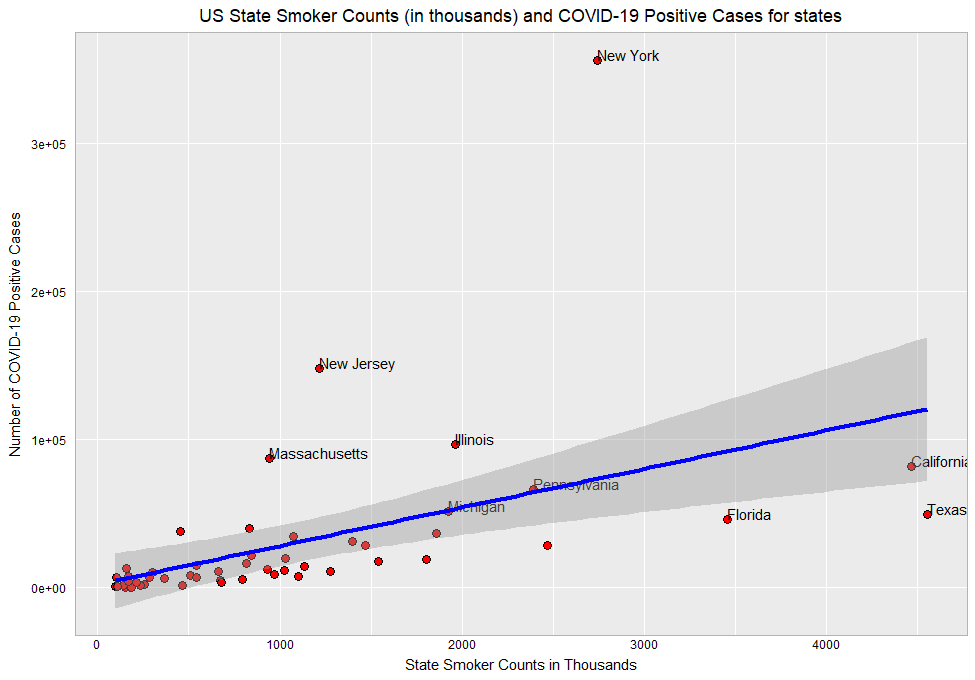 US State Smoker Counts (in thousands) and COVID-19 Positive Cases for states
Number of COVID-19 Positive Cases
3e+05
2e+05
1e+05
0e+00
New York
New Jersey
Illinois
Massachusetts
California
Pennsylvania
Michigan
Texas
Florida
0
1000
2000
3000
4000
State Smoker Counts in Thousands